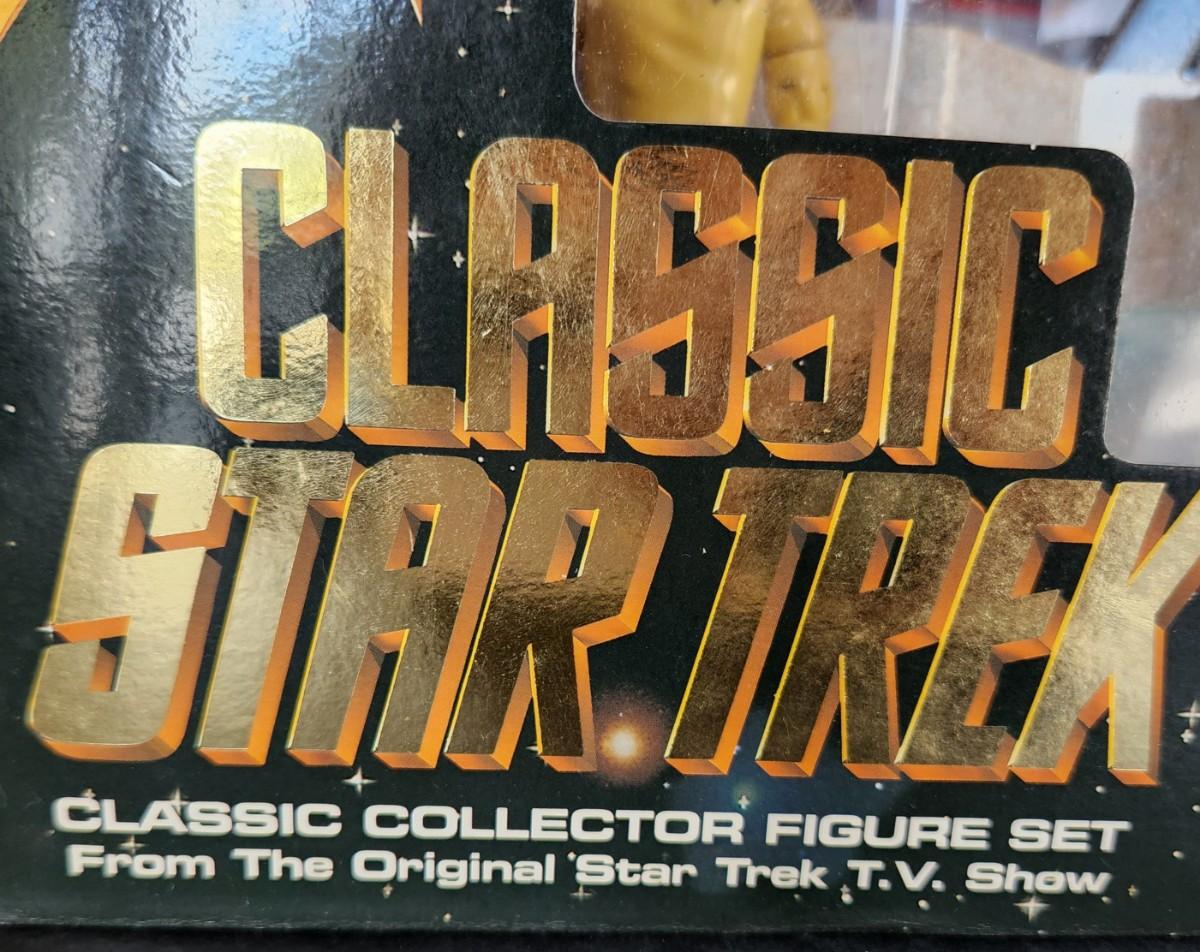 CLASSIC
STAR TREK
CLASSIC COLLECTOR FIGURE SET
From The Original Star Trek T.V. Show